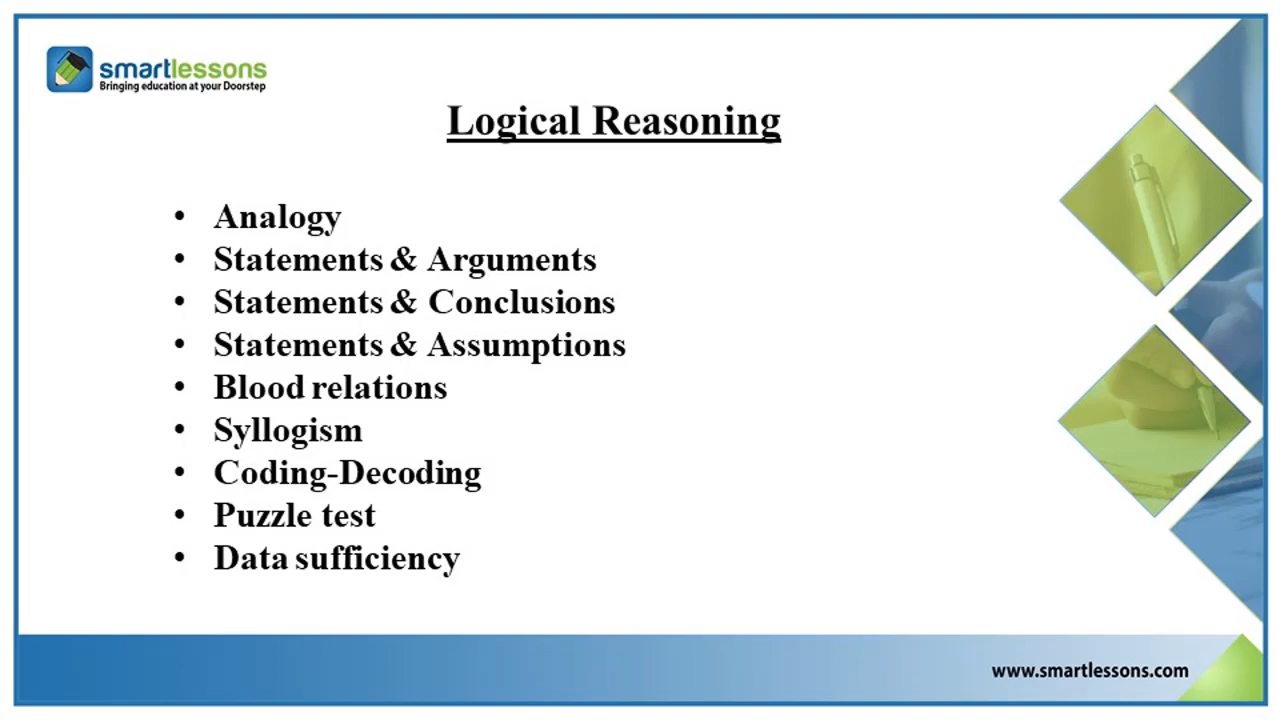 smartlessons
Bringing education at your Doorstep
Logical Reasoning
• Analogy
• Statements & Arguments
• Statements & Conclusions
• Statements & Assumptions
• Blood relations
• Syllogism
• Coding-Decoding
• Puzzle test
• Data sufficiency
www.smartlessons.com